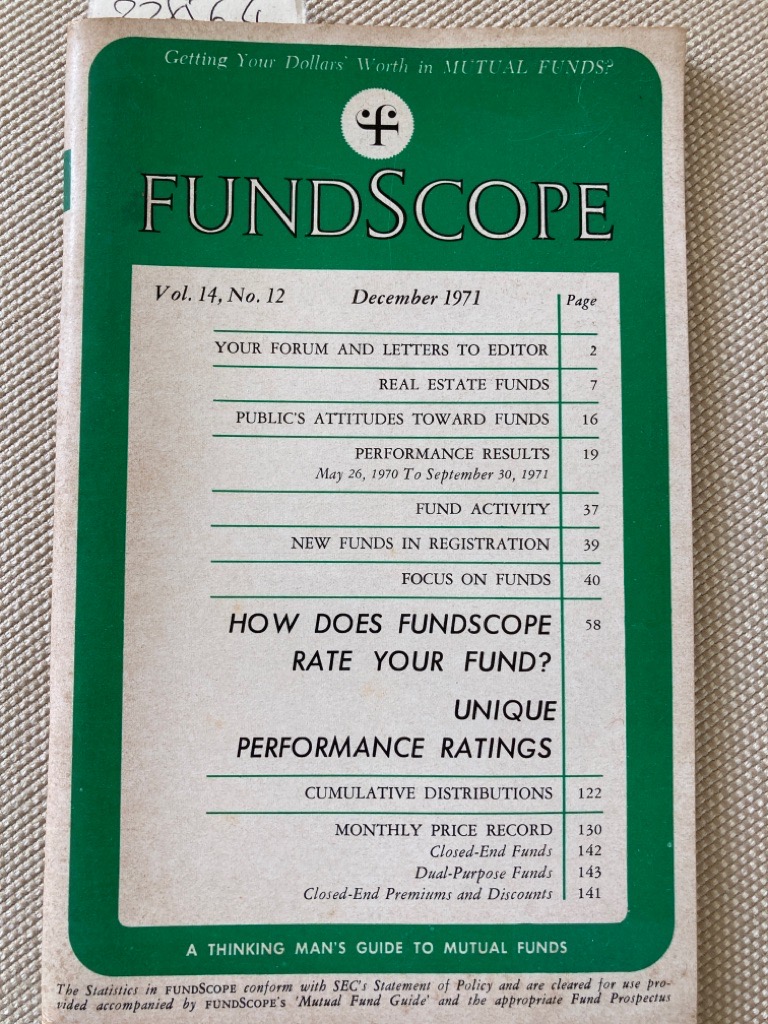 Getting Your Dollars' Worth in MUTUAL FUNDS?
FUNDSCOPE
Vol. 14, No. 12 December 1971 Page
YOUR FORUM AND LETTERS TO EDITOR 2
REAL ESTATE FUNDS 7
PUBLIC'S ATTITUDES TOWARD FUNDS 16
PERFORMANCE RESULTS 19
May 26, 1970 To September 30, 1971
FUND ACTIVITY 37
NEW FUNDS IN REGISTRATION 39
FOCUS ON FUNDS 40
HOW DOES FUNDSCOPE 58
RATE YOUR FUND?
UNIQUE
PERFORMANCE RATINGS
CUMULATIVE DISTRIBUTIONS 122
MONTHLY PRICE RECORD 130
Closed-End Funds 142
Dual-Purpose Funds 143
Closed-End Premiums and Discounts 141
A THINKING MAN'S GUIDE TO MUTUAL FUNDS
The Statistics in FUNDSCOPE conform with SEC's Statement of Policy and are cleared for use pro-
vided accompanied by FUNDSCOPE's 'Mutual Fund Guide' and the appropriate Fund Prospectus